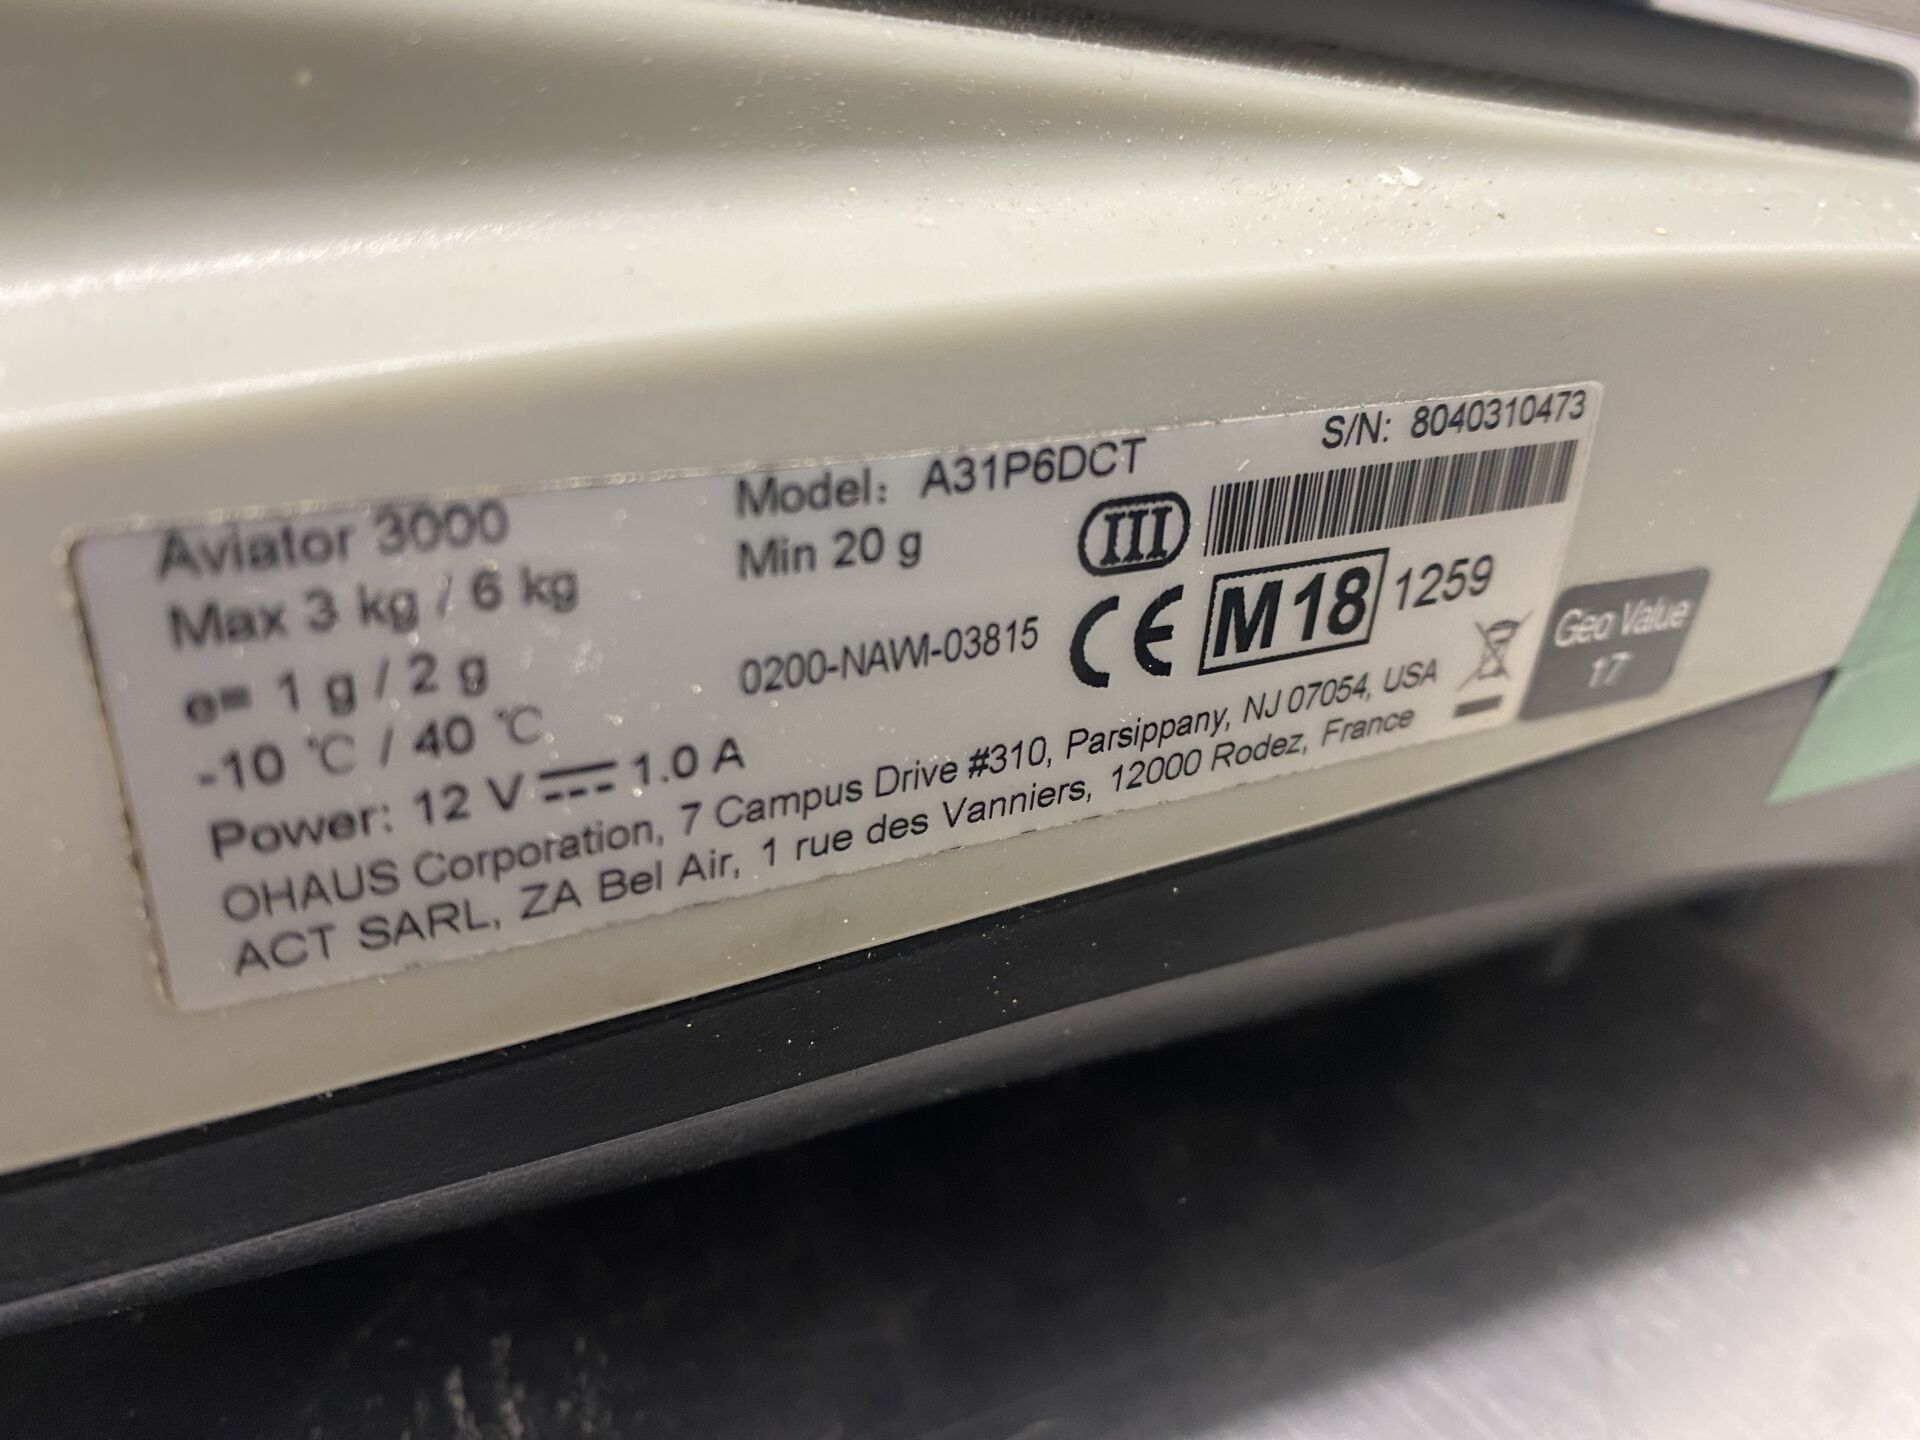 Aviator 3000
Model: A31P6DCT
S/N: 8040310473
Max 3 kg / 6 kg
Min 20 g
III
e= 1 g / 2 g
0200-NAWI-03815
CE M18 1259
-10 ℃ / 40 ℃
Power: 12 V 1.0 A
OHAUS Corporation, 7 Campus Drive #310, Parsippany, NJ 07054, USA
ACT SARL, ZA Bel Air, 1 rue des Vanniers, 12000 Rodez, France
Geo Value
17